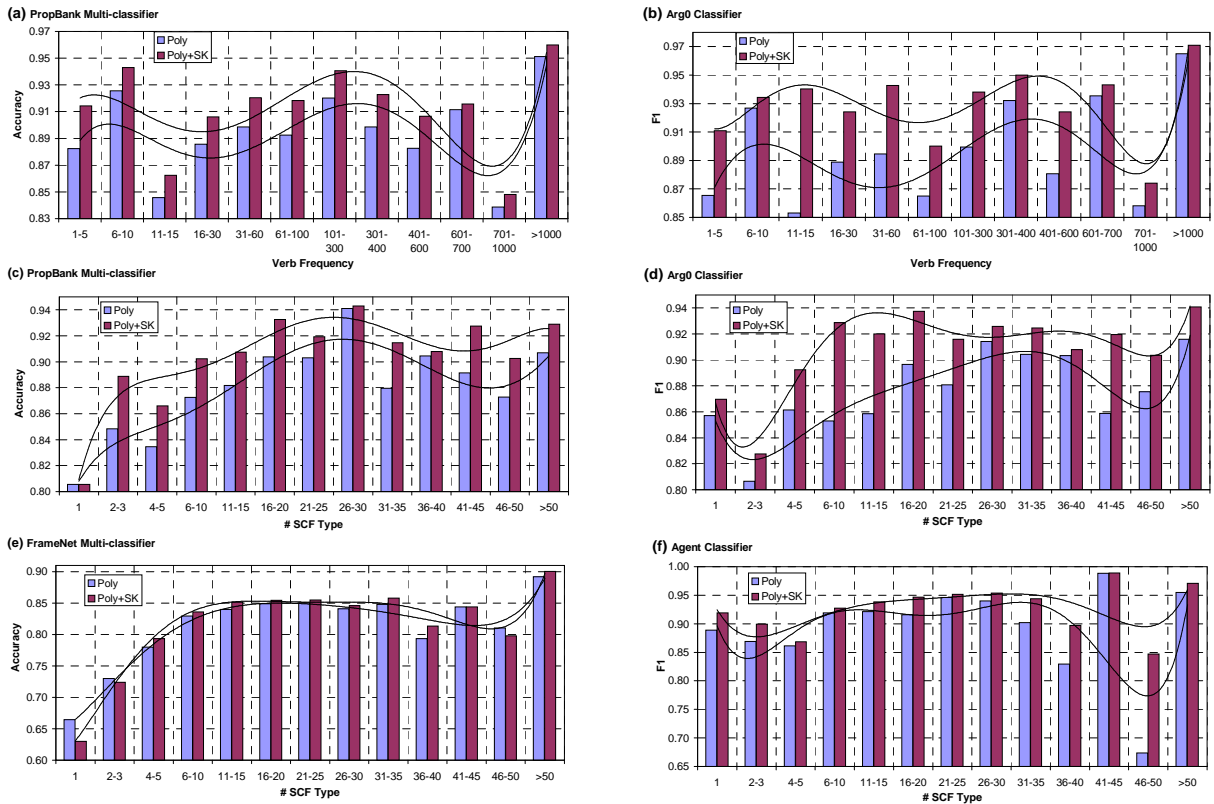 (a) PropBank Multi-classifier
0.97
0.95
0.93
0.91
0.89
0.87
0.85
0.83
Accuracy
Poly
Poly+SK
1-5 6-10 11-15 16-30 31-60 61-100 101-300 301-400 401-600 601-700 701-1000 >1000
Verb Frequency
(b) Arg0 Classifier
0.97
0.95
0.93
0.91
0.89
0.87
0.85
F1
Poly
Poly+SK
1-5 6-10 11-15 16-30 31-60 61-100 101-300 301-400 401-600 601-700 701-1000 >1000
Verb Frequency
(c) PropBank Multi-classifier
0.94
0.92
0.90
0.88
0.86
0.84
0.82
0.80
Accuracy
Poly
Poly+SK
1 2-3 4-5 6-10 11-15 16-20 21-25 26-30 31-35 36-40 41-45 46-50 >50
# SCF Type
(d) Arg0 Classifier
0.94
0.92
0.90
0.88
0.86
0.84
0.82
0.80
F1
Poly
Poly+SK
1 2-3 4-5 6-10 11-15 16-20 21-25 26-30 31-35 36-40 41-45 46-50 >50
# SCF Type
(e) FrameNet Multi-classifier
0.90
0.85
0.80
0.75
0.70
0.65
0.60
Accuracy
Poly
Poly+SK
1 2-3 4-5 6-10 11-15 16-20 21-25 26-30 31-35 36-40 41-45 46-50 >50
# SCF Type
(f) Agent Classifier
1.00
0.95
0.90
0.85
0.80
0.75
0.70
0.65
F1
Poly
Poly+SK
1 2-3 4-5 6-10 11-15 16-20 21-25 26-30 31-35 36-40 41-45 46-50 >50
# SCF Type